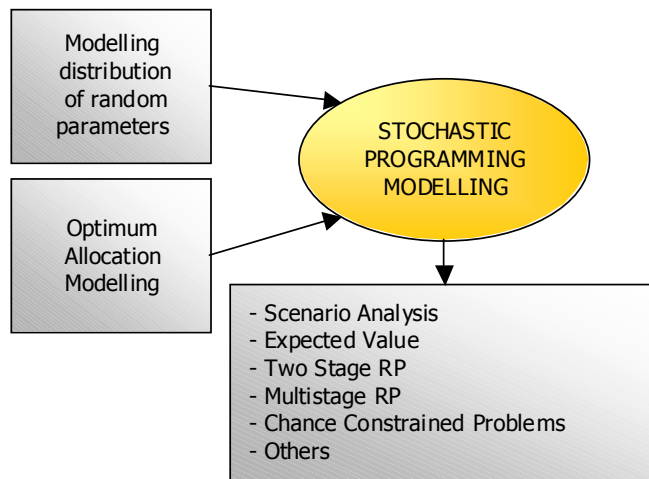 Modelling
distribution
of random
parameters
Optimum
Allocation
Modelling
STOCHASTIC
PROGRAMMING
MODELLING
- Scenario Analysis
- Expected Value
- Two Stage RP
- Multistage RP
- Chance Constrained Problems
- Others